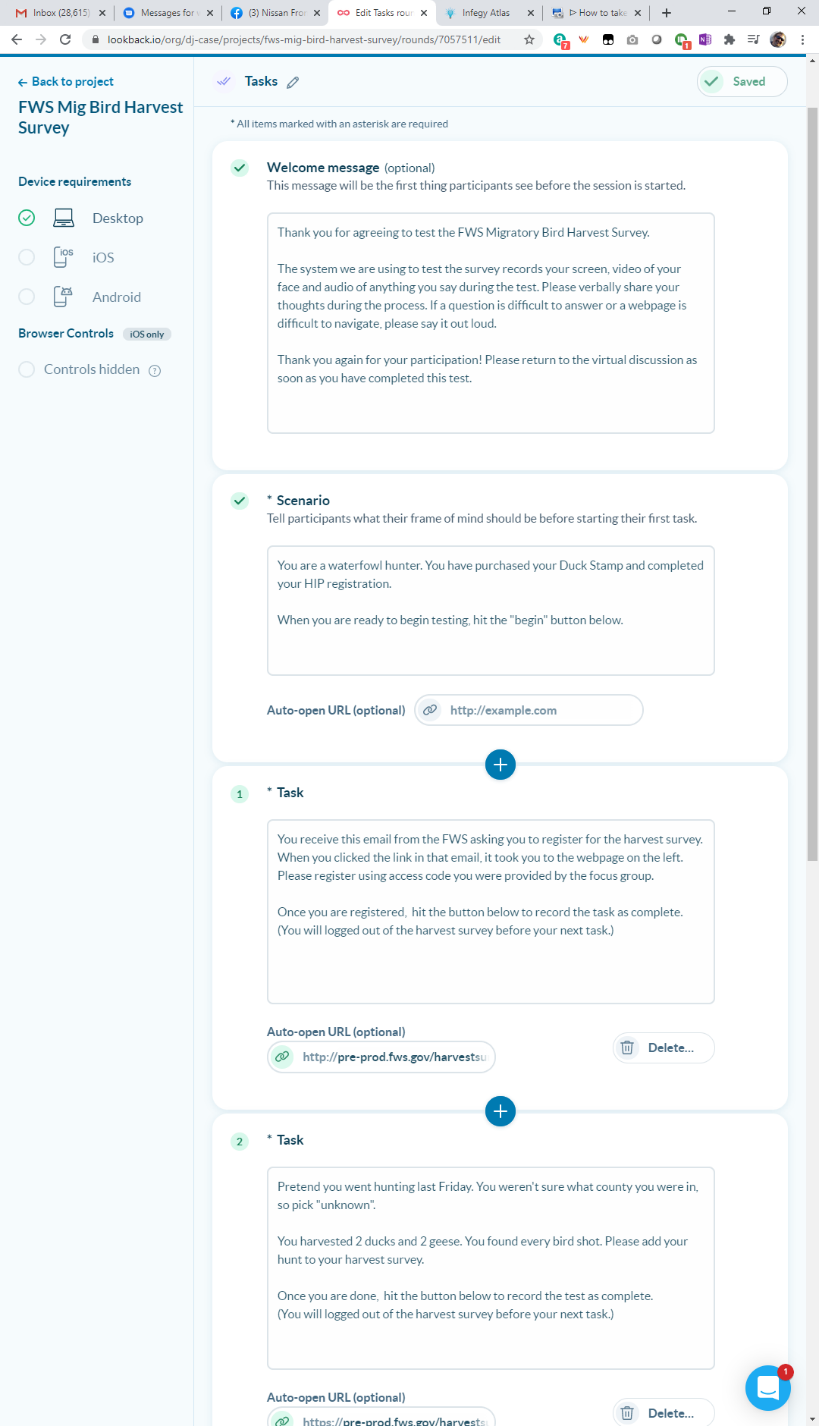 Inbox (28,615)
Messages for
(3) Nissan Fro
Edit Tasks rour
Infegy Atlas
▷ How to take
lookback.io/org/dj-case/projects/fws-mig-bird-harvest-survey/rounds/7057511/edit
7
1
← Back to project
FWS Mig Bird Harvest
Survey
Device requirements
Desktop
iOS
iOS
Android
Browser Controls iOS only
Controls hidden ?
Tasks
Saved
* All items marked with an asterisk are required
Welcome message (optional)
This message will be the first thing participants see before the session is started.
Thank you for agreeing to test the FWS Migratory Bird Harvest Survey.
The system we are using to test the survey records your screen, video of your
face and audio of anything you say during the test. Please verbally share your
thoughts during the process. If a question is difficult to answer or a webpage is
difficult to navigate, please say it out loud.
Thank you again for your participation! Please return to the virtual discussion as
soon as you have completed this test.
* Scenario
Tell participants what their frame of mind should be before starting their first task.
You are a waterfowl hunter. You have purchased your Duck Stamp and completed
your HIP registration.
When you are ready to begin testing, hit the "begin" button below.
Auto-open URL (optional)
http://example.com
1
* Task
You receive this email from the FWS asking you to register for the harvest survey.
When you clicked the link in that email, it took you to the webpage on the left.
Please register using access code you were provided by the focus group.
Once you are registered, hit the button below to record the task as complete.
(You will logged out of the harvest survey before your next task.)
Auto-open URL (optional)
http://pre-prod.fws.gov/harvestsu
Delete...
2
* Task
Pretend you went hunting last Friday. You weren't sure what county you were in,
so pick "unknown".
You harvested 2 ducks and 2 geese. You found every bird shot. Please add your
hunt to your harvest survey.
Once you are done, hit the button below to record the test as complete.
(You will logged out of the harvest survey before your next task.)
Auto-open URL (optional)
https://pre-prod.fws.gov/harvests
Delete...
1